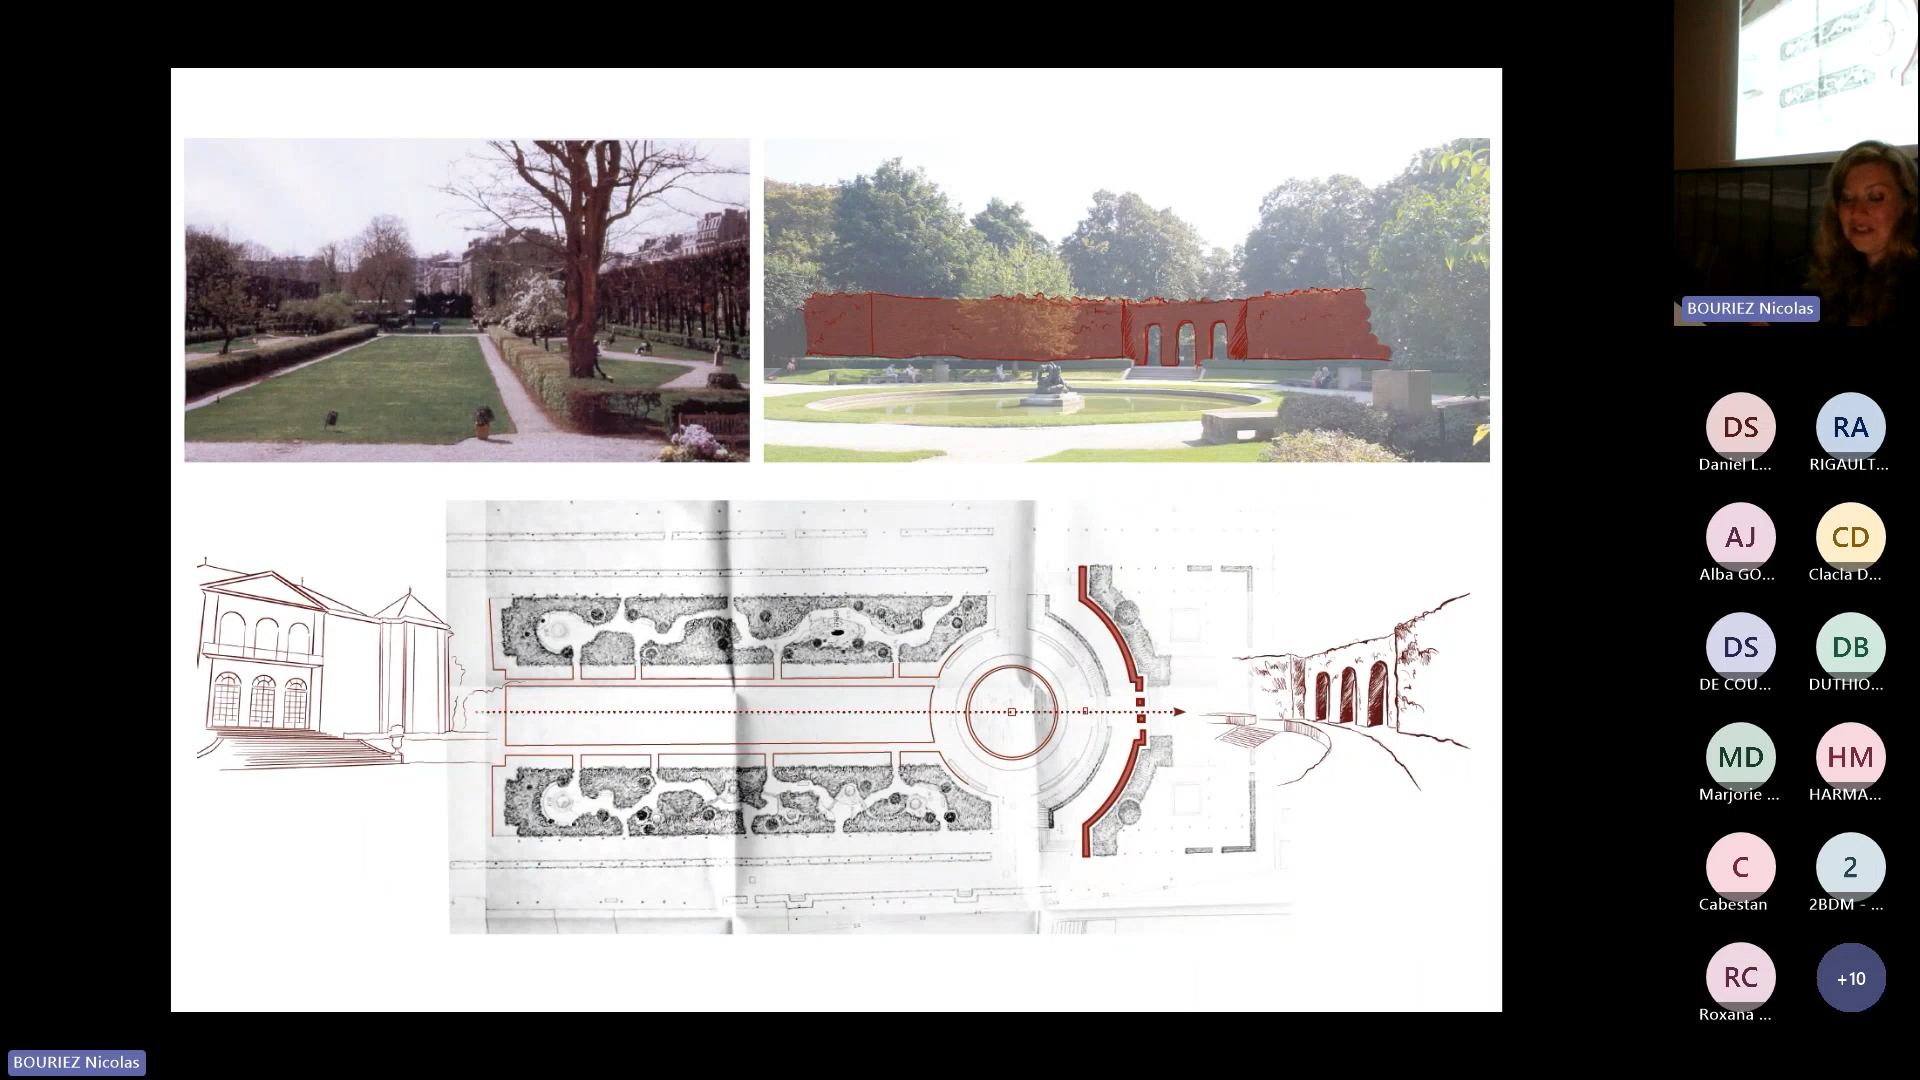 BOURIEZ Nicolas
DS
RA
Daniel L...
RIGAULT...
AJ
CD
Alba GO...
Clacla D...
DS
DB
DE COU...
DUTHIO...
MD
HM
Marjorie ...
HARMA...
C
2
Cabestan
2BDM - ...
RC
+10
Roxana ...
BOURIEZ Nicolas